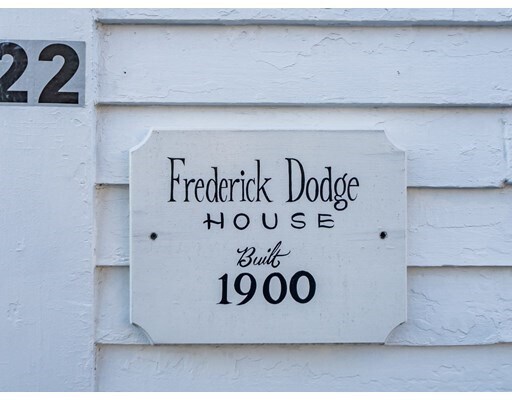 22
Frederick Dodge
HOUSE
Built
1900